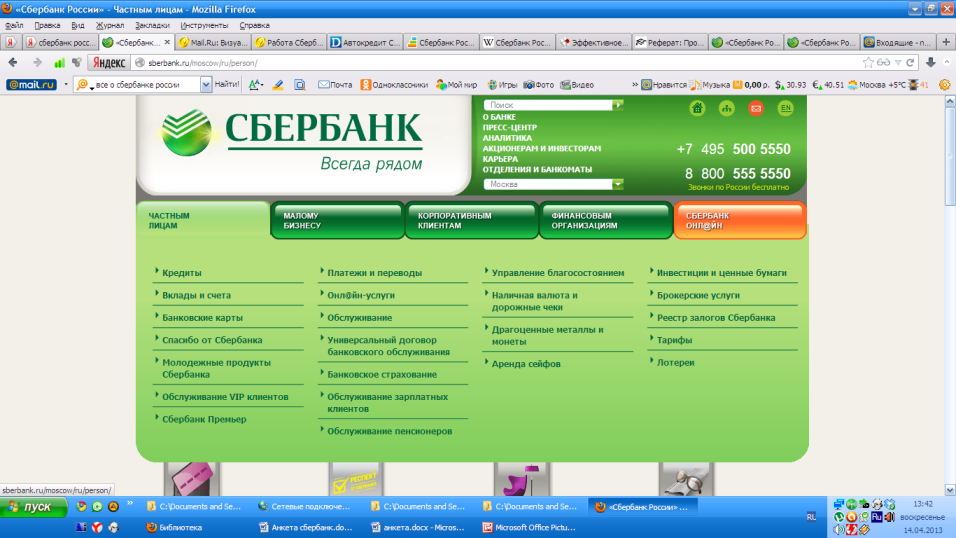 «Сбербанк России» - Частным лицам - Mozilla Firefox
Файл Правка Вид Журнал Закладки Инструменты Справка
сбербанк росс... «Сбербанк... × Mail.Ru: Визуа... Работа Сберб... Автокредит С... Сбербанк Рос... Сбербанк Рос... Эффективное... Реферат: Про... «Сбербанк Ро... «Сбербанк Ро... Входящие - n...
Яндекс sberbank.ru/moscow/ru/person/
@mail.ru все о сбербанке россии Найти! Почта Одноклассники Мой мир Игры Фото Видео » Нравится Музыка 0,00 р. $ 30.93 € 40.51 Москва +5°C 41
СБЕРБАНК
Всегда рядом
Поиск
О БАНКЕ
ПРЕСС-ЦЕНТР
АНАЛИТИКА
АКЦИОНЕРАМ И ИНВЕСТОРАМ
КАРЬЕРА
ОТДЕЛЕНИЯ И БАНКОМАТЫ
Москва
EN
+7 495 500 5550
8 800 555 5550
Звонки по России бесплатно
ЧАСТНЫМ
ЛИЦАМ
МАЛОМУ
БИЗНЕСУ
КОРПОРАТИВНЫМ
КЛИЕНТАМ
ФИНАНСОВЫМ
ОРГАНИЗАЦИЯМ
СБЕРБАНК
ОНЛ@ЙН
Кредиты
Вклады и счета
Банковские карты
Спасибо от Сбербанка
Молодежные продукты
Сбербанка
Обслуживание VIP клиентов
Сбербанк Премьер
Платежи и переводы
Онл@йн-услуги
Обслуживание
Универсальный договор
банковского обслуживания
Банковское страхование
Обслуживание зарплатных
клиентов
Обслуживание пенсионеров
Управление благосостоянием
Наличная валюта и
дорожные чеки
Драгоценные металлы и
монеты
Аренда сейфов
Инвестиции и ценные бумаги
Брокерские услуги
Реестр залогов Сбербанка
Тарифы
Лотереи
sberbank.ru/moscow/ru/person/
пуск » C:\Documents and Se... Сетевые подключе... C:\Documents and Se... C:\Documents and Se... «Сбербанк России» ...
Библиотека Анкета сбербанк.do... анкета.docx - Micros... Microsoft Office Pictu...
RU
Ru
13:42
воскресенье
14.04.2013